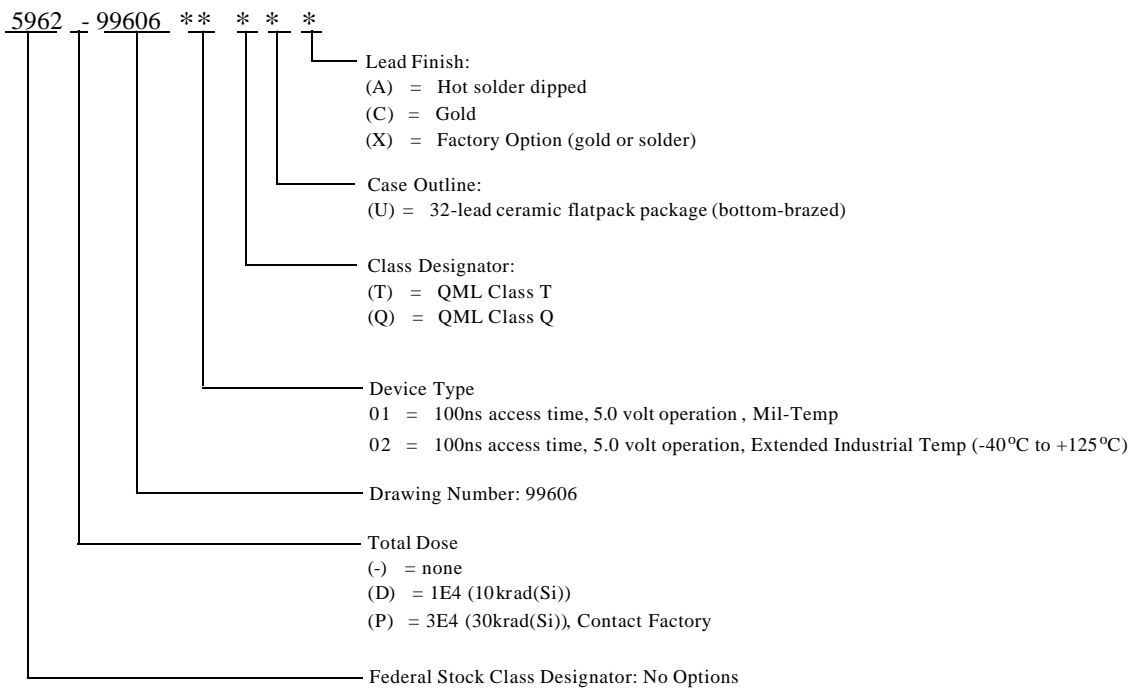 5962 - 99606 ** * * *
Lead Finish:
(A) = Hot solder dipped
(C) = Gold
(X) = Factory Option (gold or solder)
Case Outline:
(U) = 32-lead ceramic flatpack package (bottom-brazed)
Class Designator:
(T) = QML Class T
(Q) = QML Class Q
Device Type
01 = 100ns access time, 5.0 volt operation , Mil-Temp
02 = 100ns access time, 5.0 volt operation, Extended Industrial Temp (-40°C to +125°C)
Drawing Number: 99606
Total Dose
(-) = none
(D) = 1E4 (10krad(Si))
(P) = 3E4 (30krad(Si)), Contact Factory
Federal Stock Class Designator: No Options